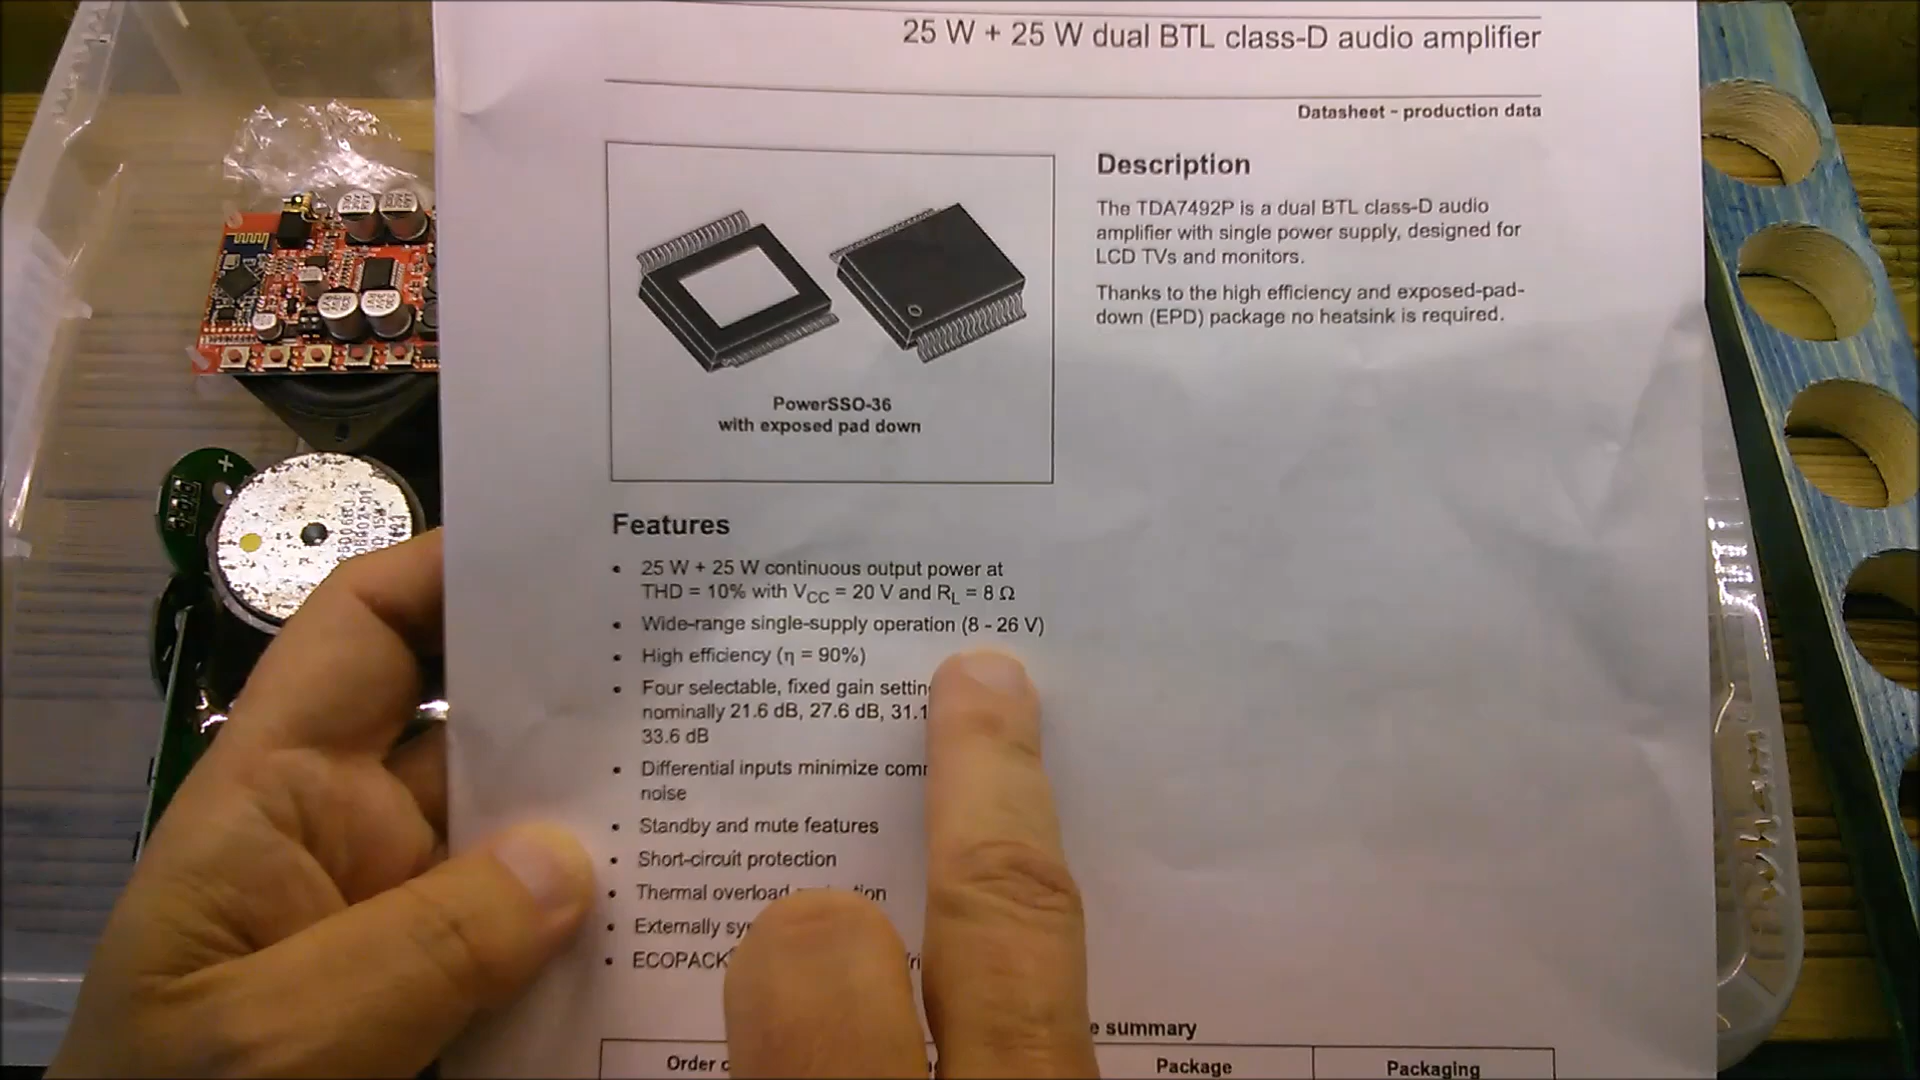 25 W + 25 W dual BTL class-D audio amplifier
Datasheet - production data
PowerSSO-36
with exposed pad down
Description
The TDA7492P is a dual BTL class-D audio
amplifier with single power supply, designed for
LCD TVs and monitors.
Thanks to the high efficiency and exposed-pad-
down (EPD) package no heatsink is required.
Features
• 25 W + 25 W continuous output power at
THD = 10% with VCC = 20 V and RL = 8 Ω
• Wide-range single-supply operation (8 - 26 V)
• High efficiency (η = 90%)
• Four selectable, fixed gain
nominally 21.6 dB, 27.6 dB,
33.6 dB
• Differential inputs minimize
noise
• Standby and mute features
• Short-circuit protection
• Thermal overload
• Externally
• ECOPACK
summary
Order
Package
Packaging
Wham
+